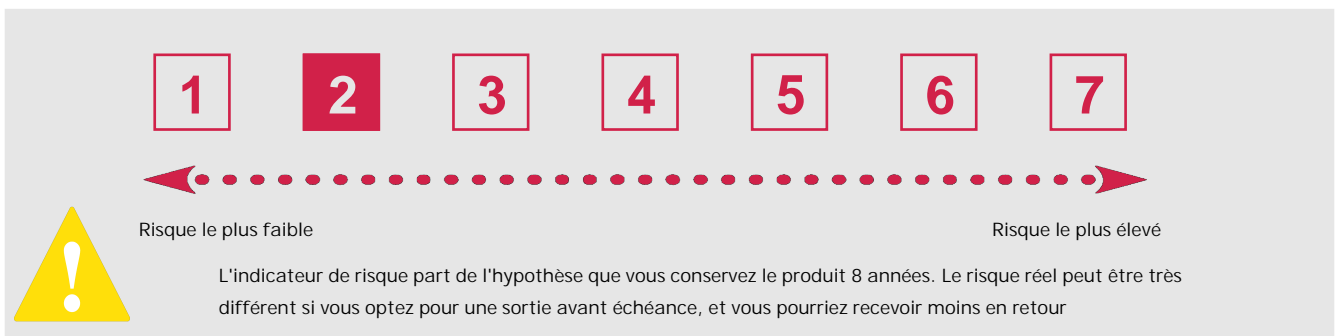 1 2 3 4 5 6 7
Risque le plus faible Risque le plus élevé
L'indicateur de risque part de l'hypothèse que vous conservez le produit 8 années. Le risque réel peut être très
différent si vous optez pour une sortie avant échéance, et vous pourriez recevoir moins en retour